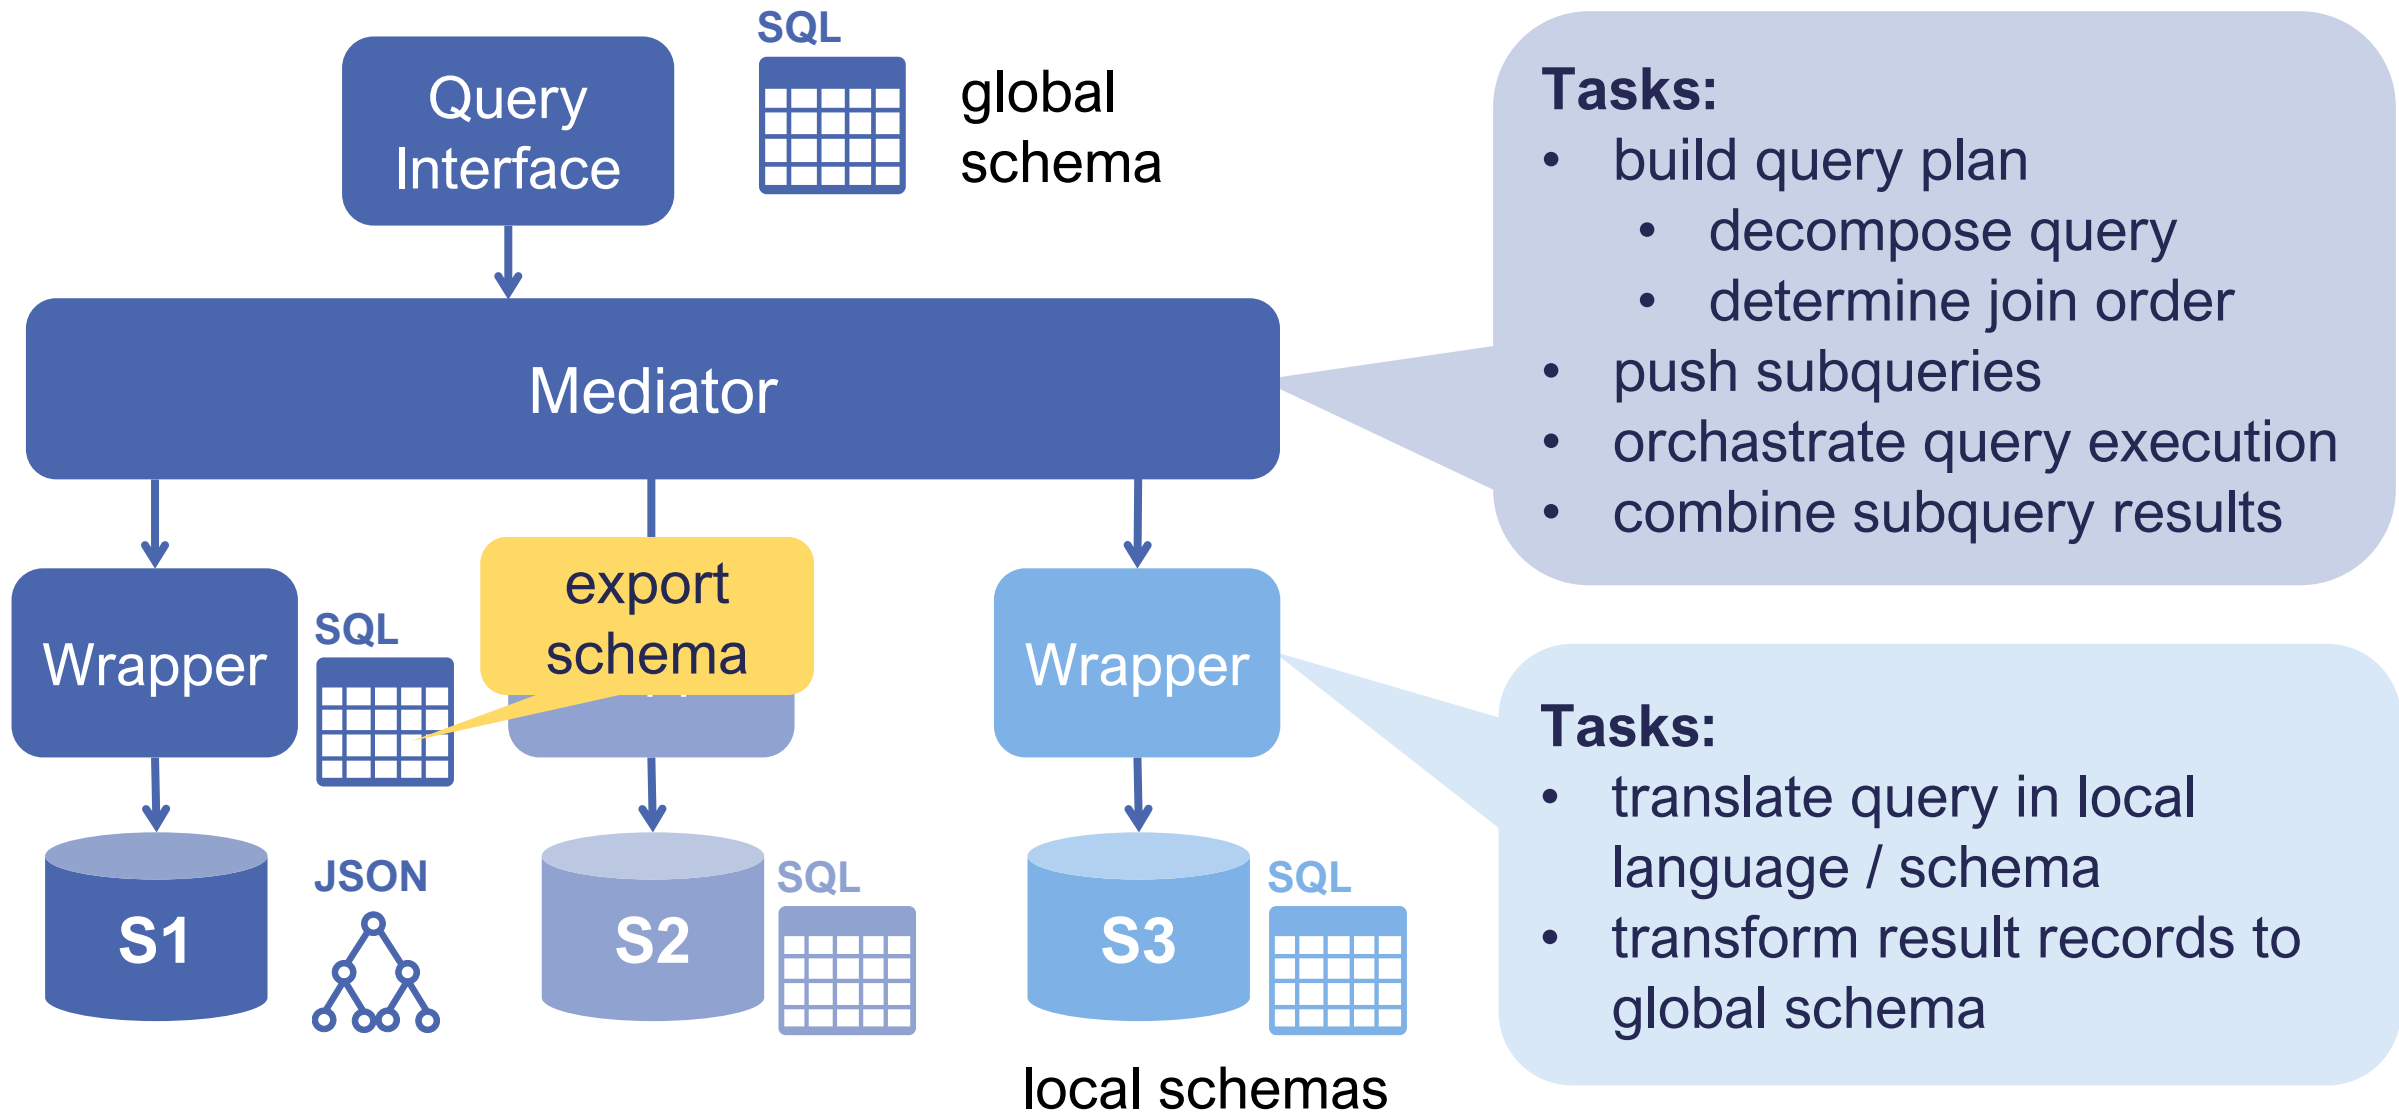 SQL
Query
Interface
global
schema
Mediator
Tasks:
• build query plan
• decompose query
• determine join order
• push subqueries
• orchastrate query execution
• combine subquery results
Wrapper
SQL
export
schema
Wrapper
Tasks:
• translate query in local
language / schema
• transform result records to
global schema
S1
JSON
S2
SQL
S3
SQL
local schemas